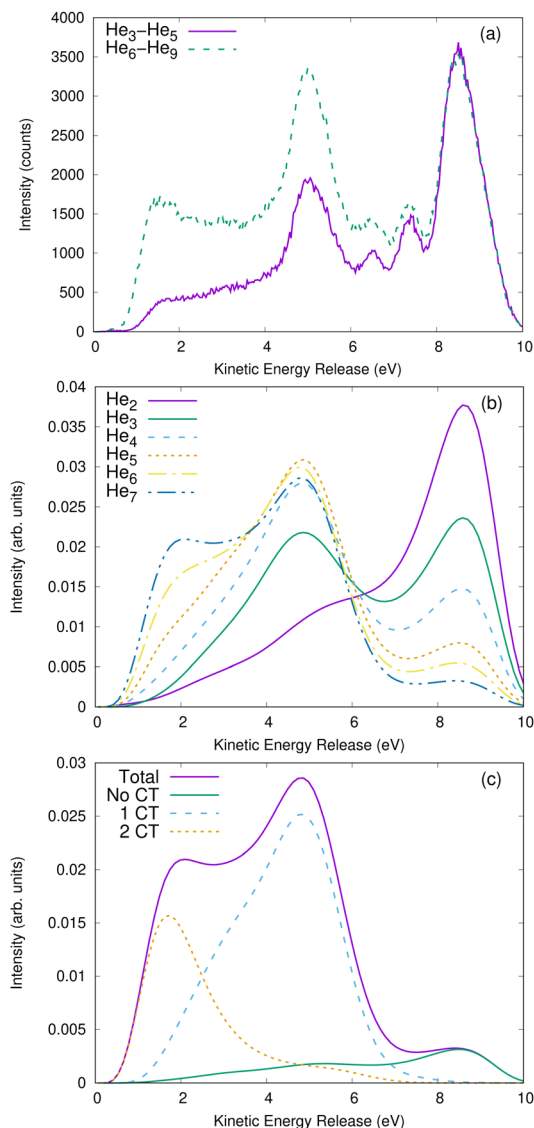 4000
3500
3000
2500
2000
1500
1000
500
0
Intensity (counts)
He₃–He₅
He₆–He₉
(a)
0 2 4 6 8 10
Kinetic Energy Release (eV)
0.04
0.035
0.03
0.025
0.02
0.015
0.01
0.005
0
Intensity (arb. units)
He₂
He₃
He₄
He₅
He₆
He₇
(b)
0 2 4 6 8 10
Kinetic Energy Release (eV)
0.03
0.025
0.02
0.015
0.01
0.005
0
Intensity (arb. units)
Total
No CT
1 CT
2 CT
(c)
0 2 4 6 8 10
Kinetic Energy Release (eV)